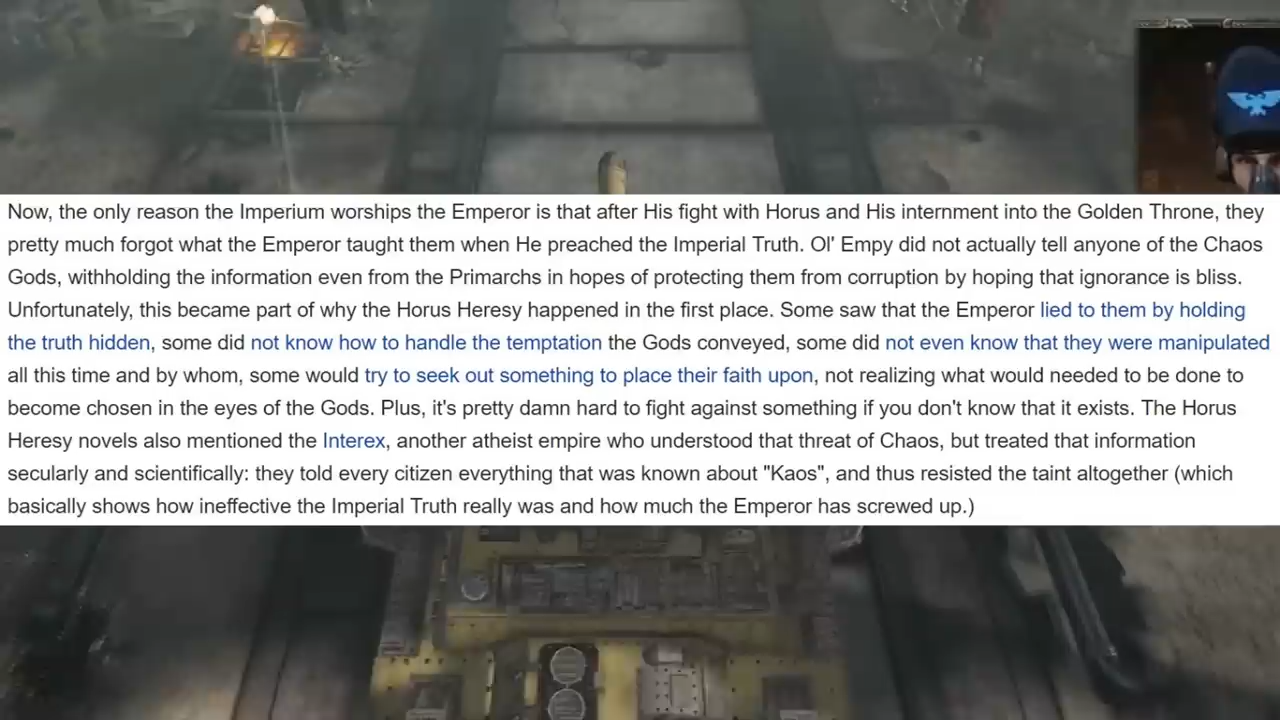 Now, the only reason the Imperium worships the Emperor is that after His fight with Horus and His internment into the Golden Throne, they
pretty much forgot what the Emperor taught them when He preached the Imperial Truth. Ol' Empy did not actually tell anyone of the Chaos
Gods, withholding the information even from the Primarchs in hopes of protecting them from corruption by hoping that ignorance is bliss.
Unfortunately, this became part of why the Horus Heresy happened in the first place. Some saw that the Emperor lied to them by holding
the truth hidden, some did not know how to handle the temptation the Gods conveyed, some did not even know that they were manipulated
all this time and by whom, some would try to seek out something to place their faith upon, not realizing what would needed to be done to
become chosen in the eyes of the Gods. Plus, it's pretty damn hard to fight against something if you don't know that it exists. The Horus
Heresy novels also mentioned the Interex, another atheist empire who understood that threat of Chaos, but treated that information
secularly and scientifically: they told every citizen everything that was known about "Kaos", and thus resisted the taint altogether (which
basically shows how ineffective the Imperial Truth really was and how much the Emperor has screwed up.)